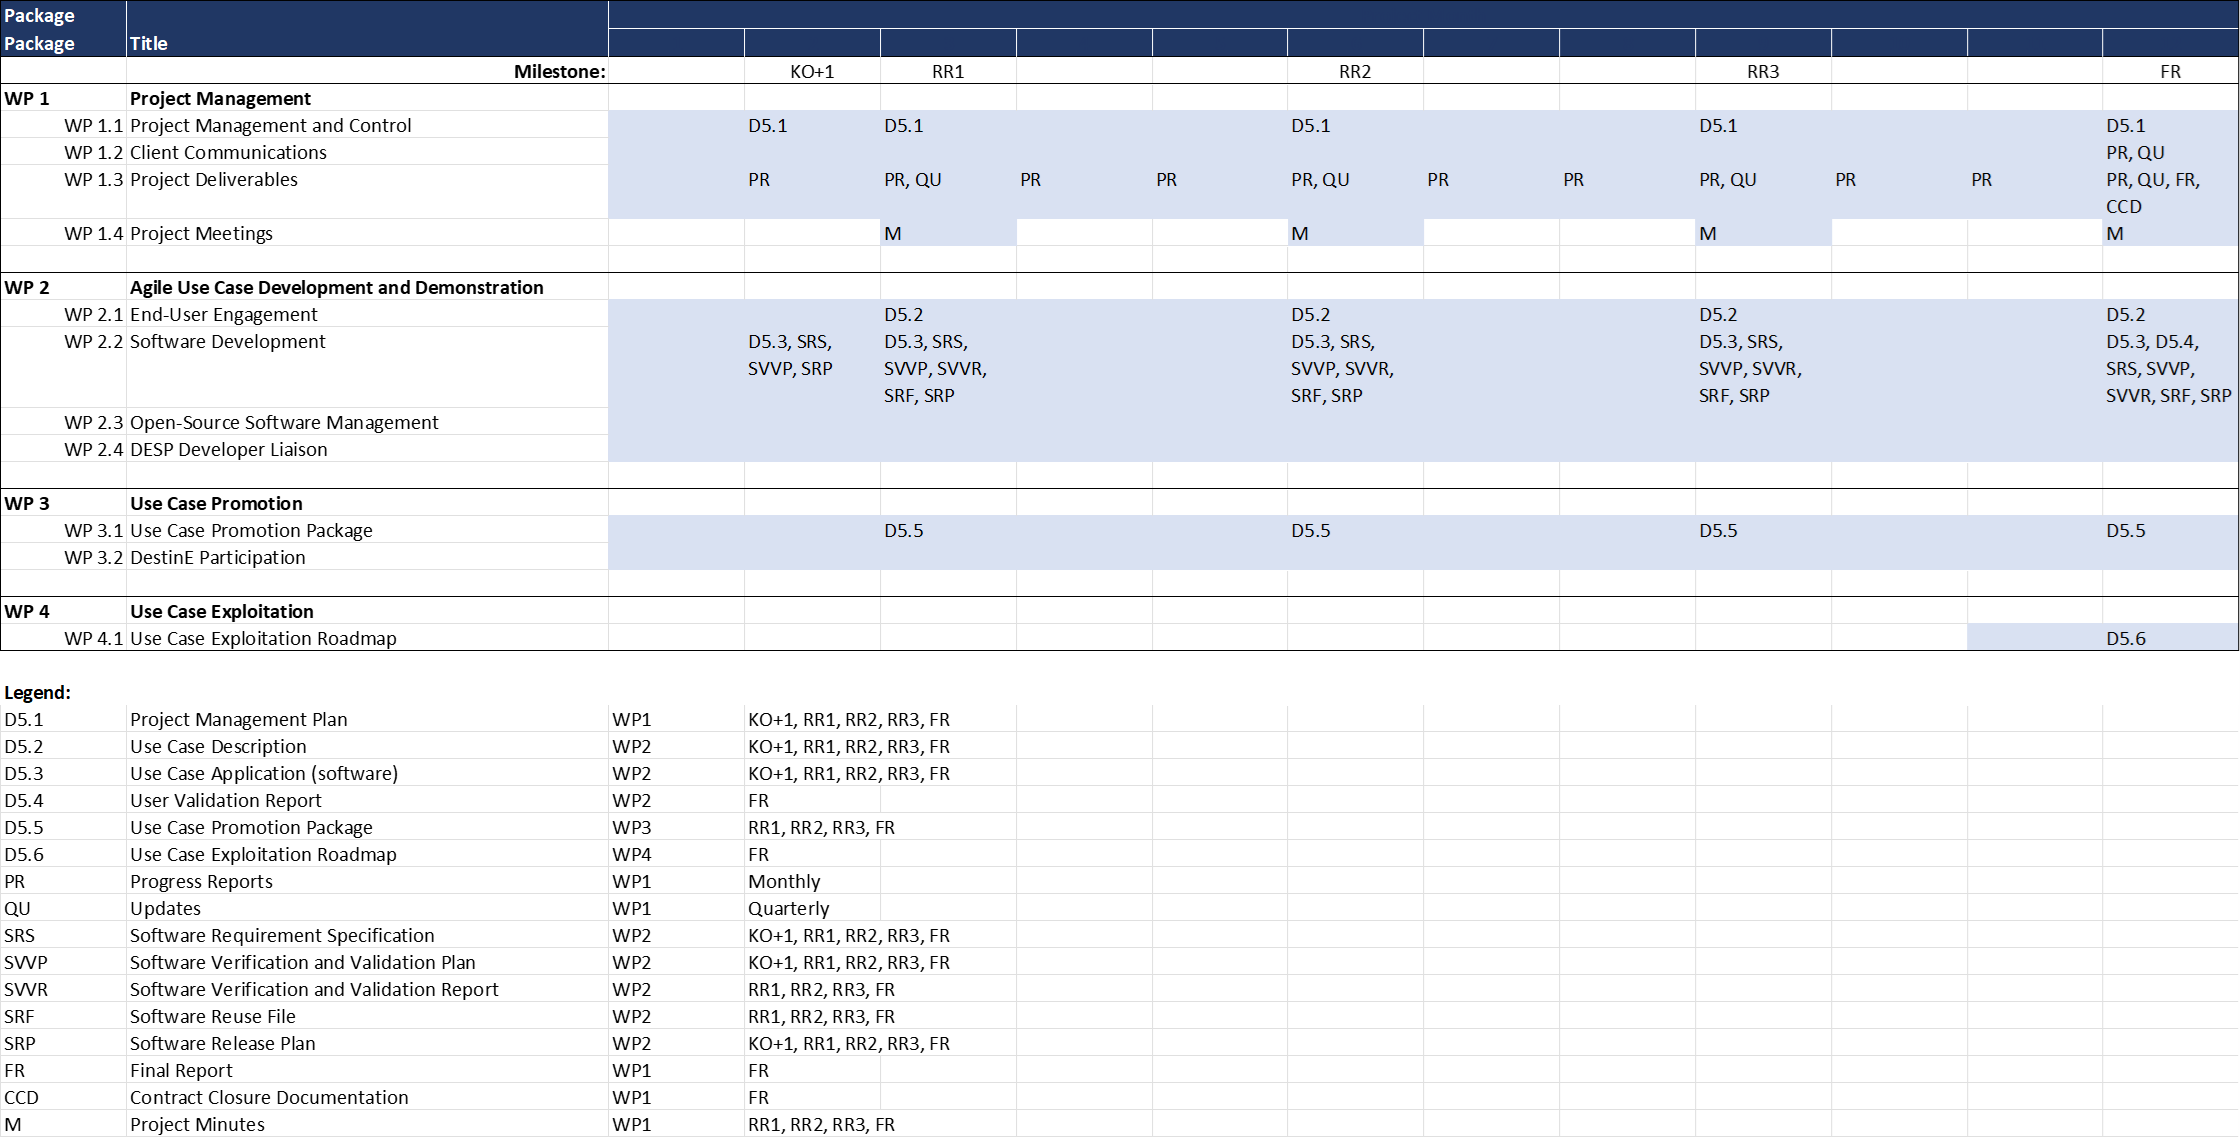 Package
Package Title
Milestone: KO+1 RR1 RR2 RR3 FR
WP 1 Project Management
WP 1.1 Project Management and Control D5.1 D5.1 D5.1 D5.1 D5.1
WP 1.2 Client Communications PR, QU
WP 1.3 Project Deliverables PR PR, QU PR PR PR, QU PR PR PR, QU PR PR PR, QU, FR,
CCD
WP 1.4 Project Meetings M M M M
WP 2 Agile Use Case Development and Demonstration
WP 2.1 End-User Engagement D5.2 D5.2 D5.2 D5.2
WP 2.2 Software Development D5.3, SRS, D5.3, SRS, D5.3, SRS, D5.3, SRS, D5.3, D5.4,
SVVP, SRP SVVP, SVVR, SVVP, SVVR, SVVP, SVVR, SRS, SVVP,
SRF, SRP SRF, SRP SRF, SRP SVVR, SRF, SRP
WP 2.3 Open-Source Software Management
WP 2.4 DESP Developer Liaison
WP 3 Use Case Promotion
WP 3.1 Use Case Promotion Package D5.5 D5.5 D5.5 D5.5
WP 3.2 DestinE Participation
WP 4 Use Case Exploitation
WP 4.1 Use Case Exploitation Roadmap D5.6
Legend:
D5.1 Project Management Plan WP1 KO+1, RR1, RR2, RR3, FR
D5.2 Use Case Description WP2 KO+1, RR1, RR2, RR3, FR
D5.3 Use Case Application (software) WP2 KO+1, RR1, RR2, RR3, FR
D5.4 User Validation Report WP2 FR
D5.5 Use Case Promotion Package WP3 RR1, RR2, RR3, FR
D5.6 Use Case Exploitation Roadmap WP4 FR
PR Progress Reports WP1 Monthly
QU Updates WP1 Quarterly
SRS Software Requirement Specification WP2 KO+1, RR1, RR2, RR3, FR
SVVP Software Verification and Validation Plan WP2 KO+1, RR1, RR2, RR3, FR
SVVR Software Verification and Validation Report WP2 RR1, RR2, RR3, FR
SRF Software Reuse File WP2 RR1, RR2, RR3, FR
SRP Software Release Plan WP2 KO+1, RR1, RR2, RR3, FR
FR Final Report WP1 FR
CCD Contract Closure Documentation WP1 FR
M Project Minutes WP1 RR1, RR2, RR3, FR